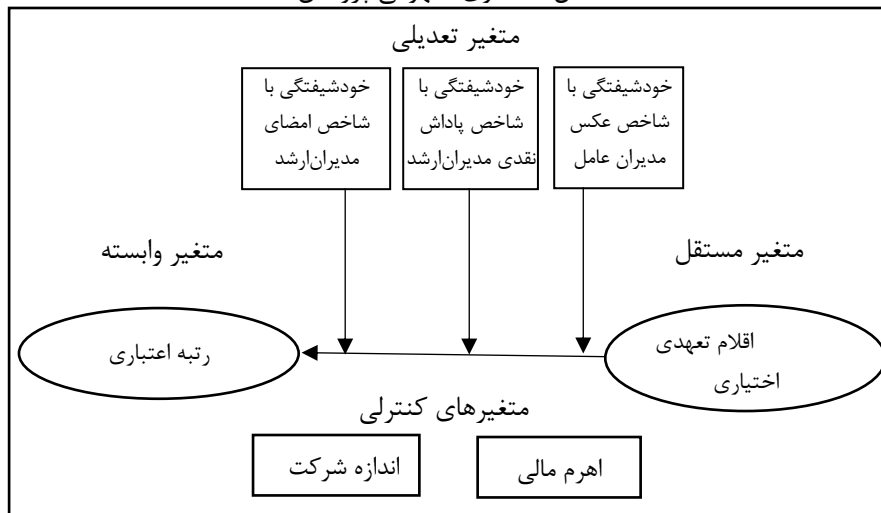 متغیر تعدیلی
خودشیفتگی با
شاخص عکس
مدیران عامل
خودشیفتگی با
شاخص پاداش
نقدی مدیران‌ارشد
خودشیفتگی با
شاخص امضای
مدیران‌ارشد
متغیر مستقل
متغیر وابسته
اقلام تعهدی
اختیاری
رتبه اعتباری
متغیرهای کنترلی
اهرم مالی
اندازه شرکت